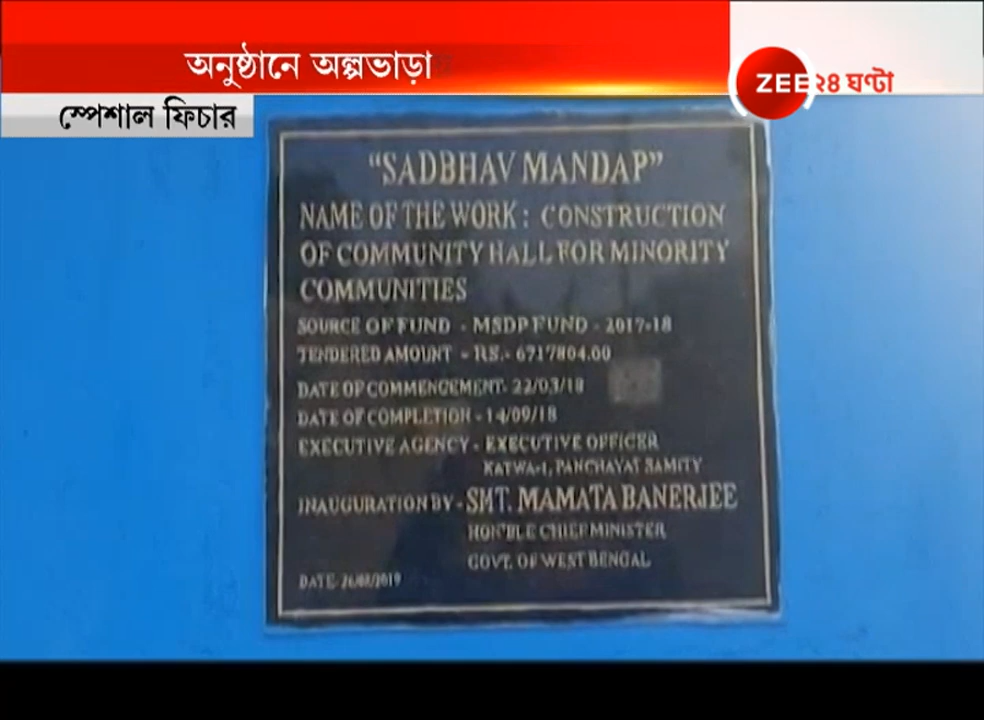 অনুষ্ঠানে অল্পভাড়া
ZEE ২৪ ঘণ্টা
স্পেশাল ফিচার
“SADBHAV MANDAP”
NAME OF THE WORK : CONSTRUCTION
OF COMMUNITY HALL FOR MINORITY
COMMUNITIES
SOURCE OF FUND - MSDP FUND - 2017-18
TENDERED AMOUNT - RS.- 6717804.00
DATE OF COMMENCEMENT- 22/03/18
DATE OF COMPLETION - 14/09/18
EXECUTIVE AGENCY - EXECUTIVE OFFICER
KATWA-I, PANCHAYAT SAMITY
INAUGURATION BY - SMT. MAMATA BANERJEE
HON'BLE CHIEF MINISTER
GOVT. OF WEST BENGAL
DATE-